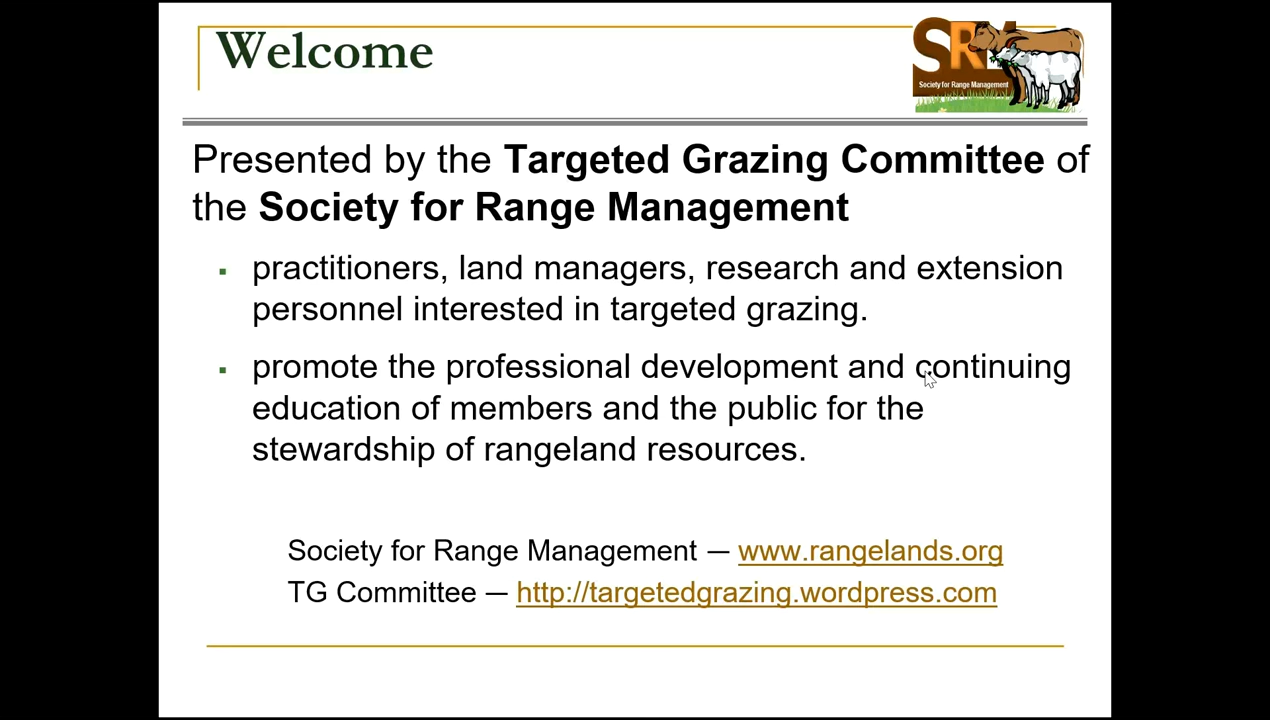 Welcome
SRM
Society for Range Management
Presented by the Targeted Grazing Committee of
the Society for Range Management
▪ practitioners, land managers, research and extension
personnel interested in targeted grazing.
▪ promote the professional development and continuing
education of members and the public for the
stewardship of rangeland resources.
Society for Range Management — www.rangelands.org
TG Committee — http://targetedgrazing.wordpress.com